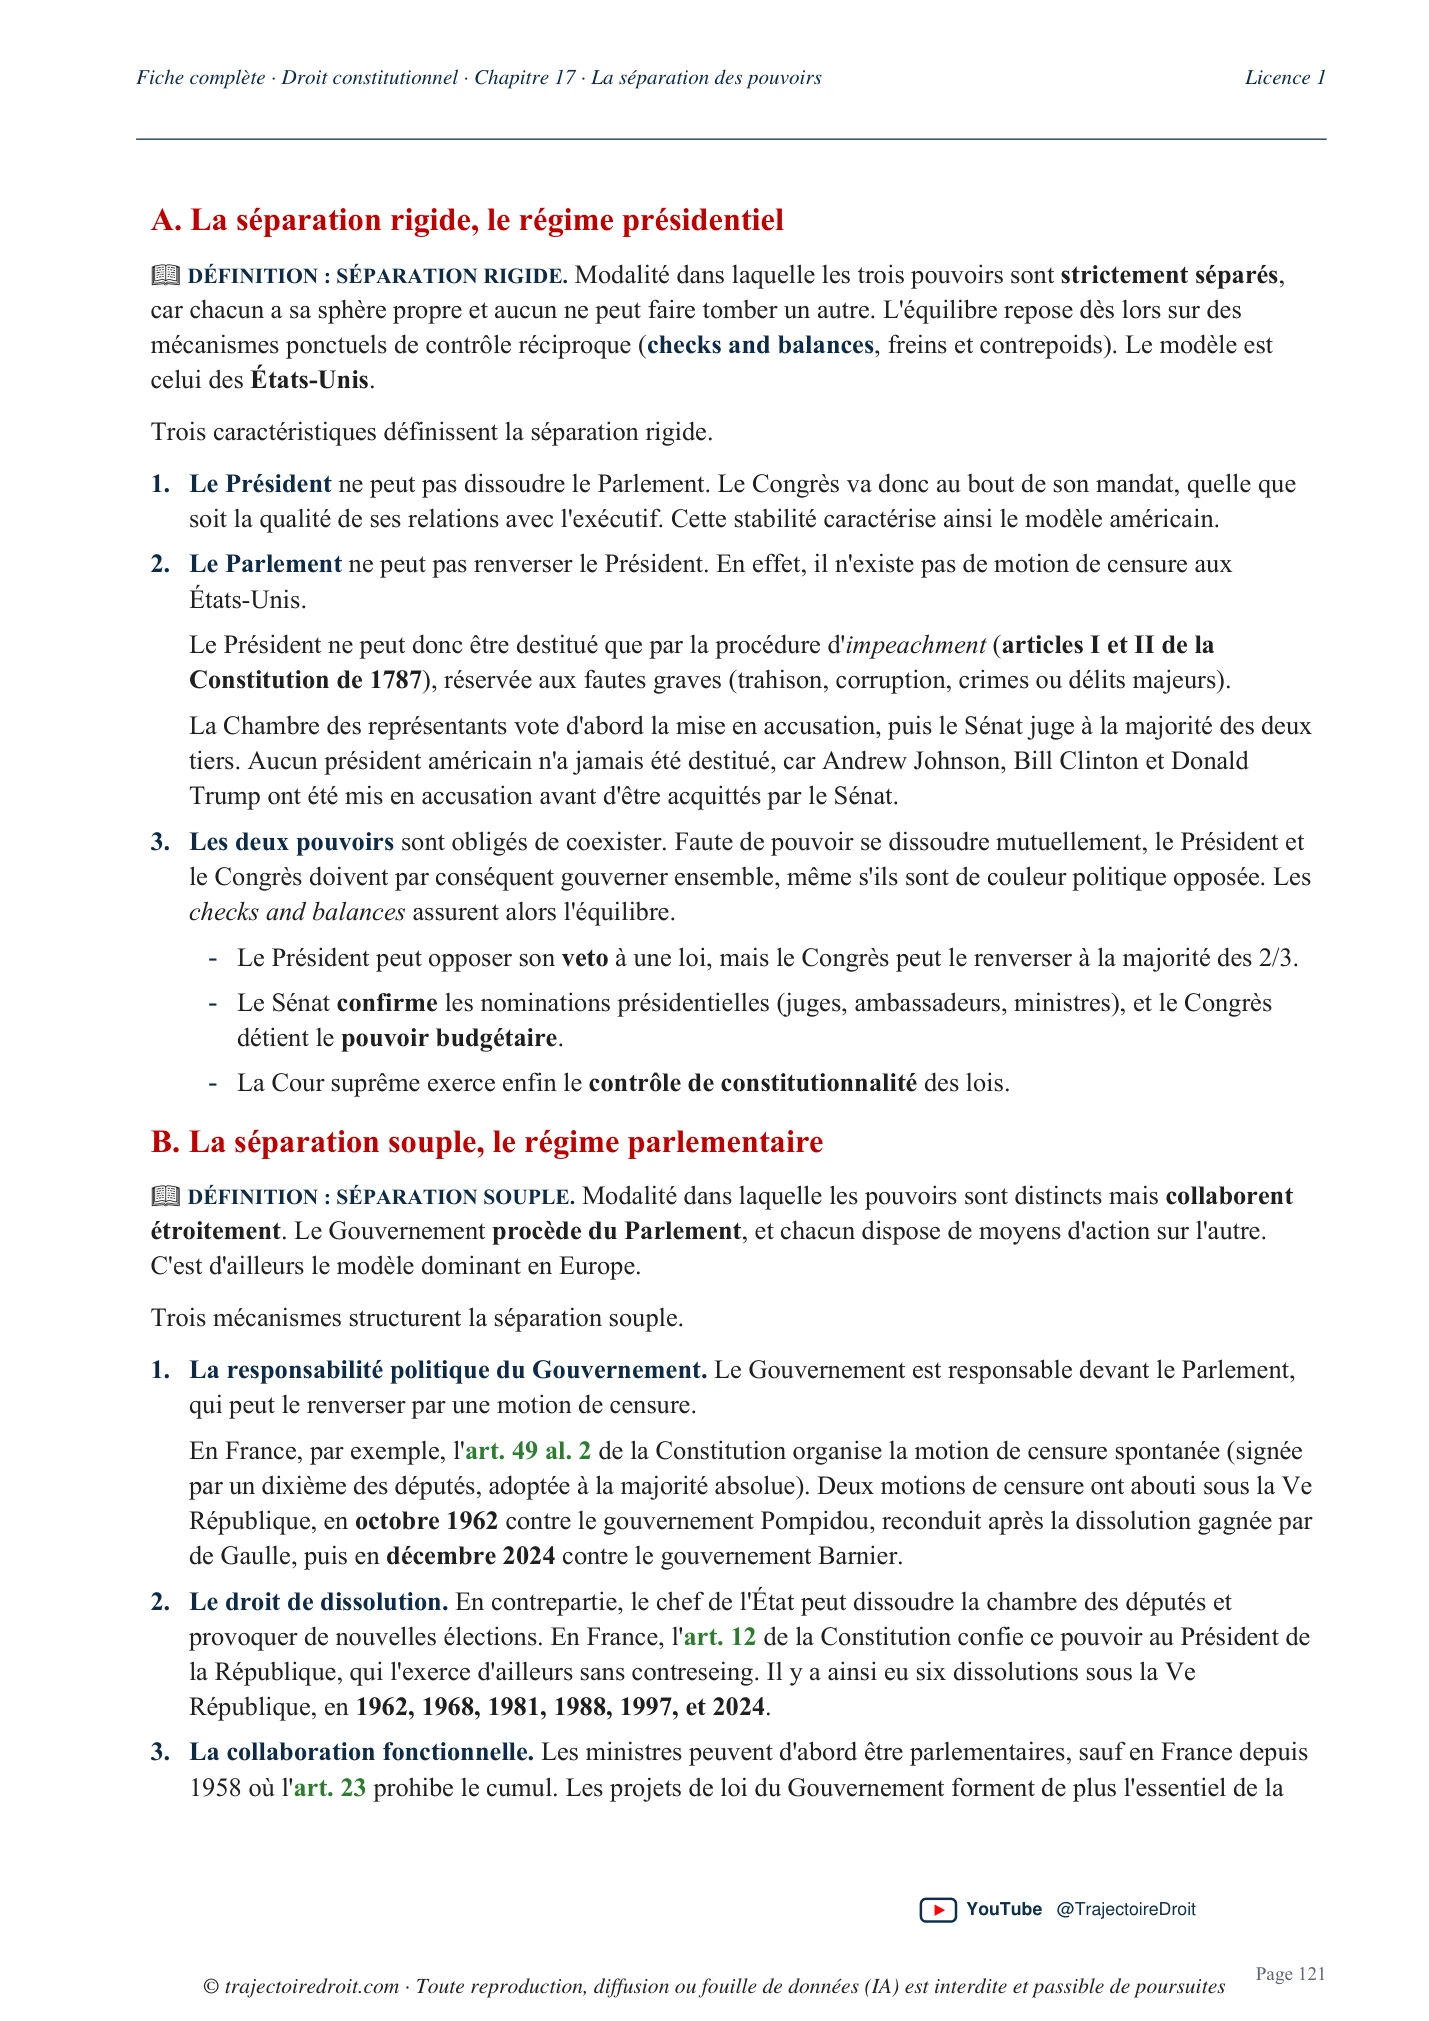 Fiche complète · Droit constitutionnel · Chapitre 17 · La séparation des pouvoirs
Licence 1
A. La séparation rigide, le régime présidentiel
DÉFINITION : SÉPARATION RIGIDE. Modalité dans laquelle les trois pouvoirs sont strictement séparés,
car chacun a sa sphère propre et aucun ne peut faire tomber un autre. L'équilibre repose dès lors sur des
mécanismes ponctuels de contrôle réciproque (checks and balances, freins et contrepoids). Le modèle est
celui des États-Unis.
Trois caractéristiques définissent la séparation rigide.
1. Le Président ne peut pas dissoudre le Parlement. Le Congrès va donc au bout de son mandat, quelle que
soit la qualité de ses relations avec l'exécutif. Cette stabilité caractérise ainsi le modèle américain.
2. Le Parlement ne peut pas renverser le Président. En effet, il n'existe pas de motion de censure aux
États-Unis.
Le Président ne peut donc être destitué que par la procédure d'impeachment (articles I et II de la
Constitution de 1787), réservée aux fautes graves (trahison, corruption, crimes ou délits majeurs).
La Chambre des représentants vote d'abord la mise en accusation, puis le Sénat juge à la majorité des deux
tiers. Aucun président américain n'a jamais été destitué, car Andrew Johnson, Bill Clinton et Donald
Trump ont été mis en accusation avant d'être acquittés par le Sénat.
3. Les deux pouvoirs sont obligés de coexister. Faute de pouvoir se dissoudre mutuellement, le Président et
le Congrès doivent par conséquent gouverner ensemble, même s'ils sont de couleur politique opposée. Les
checks and balances assurent alors l'équilibre.
- Le Président peut opposer son veto à une loi, mais le Congrès peut le renverser à la majorité des 2/3.
- Le Sénat confirme les nominations présidentielles (juges, ambassadeurs, ministres), et le Congrès
détient le pouvoir budgétaire.
- La Cour suprême exerce enfin le contrôle de constitutionnalité des lois.
B. La séparation souple, le régime parlementaire
DÉFINITION : SÉPARATION SOUPLE. Modalité dans laquelle les pouvoirs sont distincts mais collaborent
étroitement. Le Gouvernement procède du Parlement, et chacun dispose de moyens d'action sur l'autre.
C'est d'ailleurs le modèle dominant en Europe.
Trois mécanismes structurent la séparation souple.
1. La responsabilité politique du Gouvernement. Le Gouvernement est responsable devant le Parlement,
qui peut le renverser par une motion de censure.
En France, par exemple, l'art. 49 al. 2 de la Constitution organise la motion de censure spontanée (signée
par un dixième des députés, adoptée à la majorité absolue). Deux motions de censure ont abouti sous la Ve
République, en octobre 1962 contre le gouvernement Pompidou, reconduit après la dissolution gagnée par
de Gaulle, puis en décembre 2024 contre le gouvernement Barnier.
2. Le droit de dissolution. En contrepartie, le chef de l'État peut dissoudre la chambre des députés et
provoquer de nouvelles élections. En France, l'art. 12 de la Constitution confie ce pouvoir au Président de
la République, qui l'exerce d'ailleurs sans contreseing. Il y a ainsi eu six dissolutions sous la Ve
République, en 1962, 1968, 1981, 1988, 1997, et 2024.
3. La collaboration fonctionnelle. Les ministres peuvent d'abord être parlementaires, sauf en France depuis
1958 où l'art. 23 prohibe le cumul. Les projets de loi du Gouvernement forment de plus l'essentiel de la
YouTube @TrajectoireDroit
© trajectoiredroit.com · Toute reproduction, diffusion ou fouille de données (IA) est interdite et passible de poursuites
Page 121